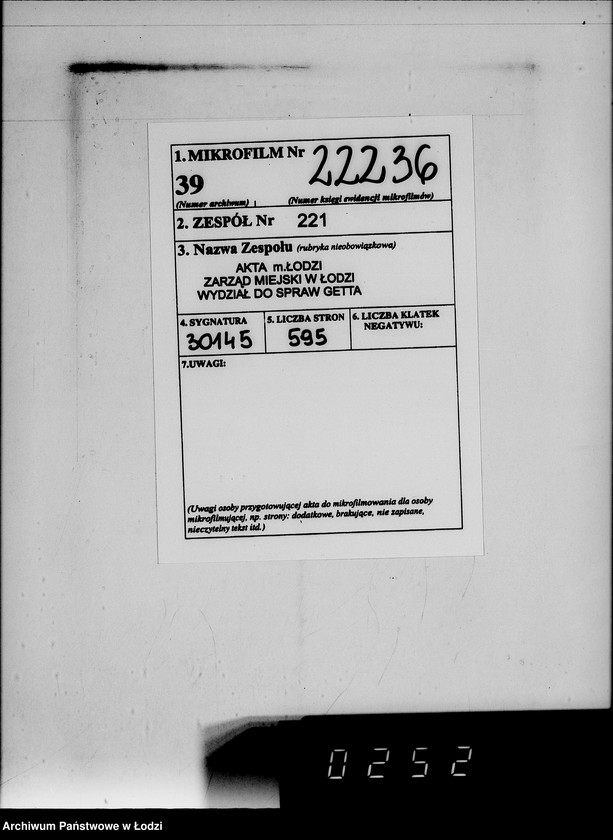 1. MIKROFILM Nr 22236
39
(Numer archiwum) (Numer księgi ewidencji mikrofilmów)
2. ZESPÓŁ Nr 221
3. Nazwa Zespołu (rubryka nieobowiązkowa)
AKTA m.ŁODZI
ZARZĄD MIEJSKI W ŁODZI
WYDZIAŁ DO SPRAW GETTA
4. SYGNATURA 5. LICZBA STRON 6. LICZBA KLATEK
NEGATYWU:
30145 595
7.UWAGI:
(Uwagi osoby przygotowującej akta do mikrofilmowania dla osoby
mikrofilmującej, np. strony: dodatkowe, brakujące, nie zapisane,
nieczytelny tekst itd.)
0252
Archiwum Państwowe w Łodzi